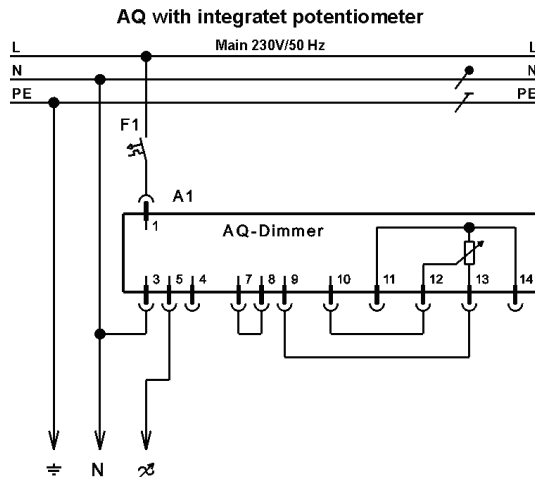 AQ with integratet potentiometer
Main 230V/50 Hz
L L
N N
PE PE
F1
A1
1
AQ-Dimmer
3 5 4 7 8 9 10 11 12 13 14
N